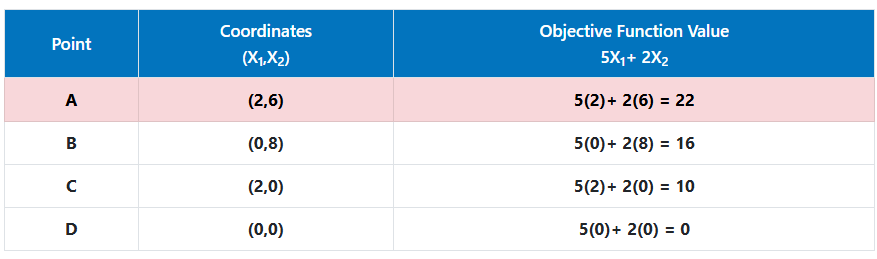 Point
Coordinates
(X₁,X₂)
Objective Function Value
5X₁+ 2X₂
A
(2,6)
5(2)+ 2(6) = 22
B
(0,8)
5(0)+ 2(8) = 16
C
(2,0)
5(2)+ 2(0) = 10
D
(0,0)
5(0)+ 2(0) = 0